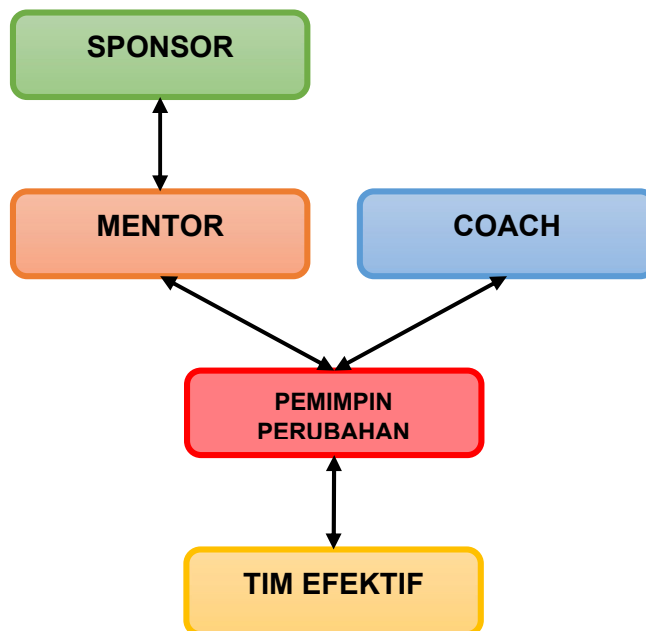 SPONSOR
MENTOR
COACH
PEMIMPIN
PERUBAHAN
TIM EFEKTIF